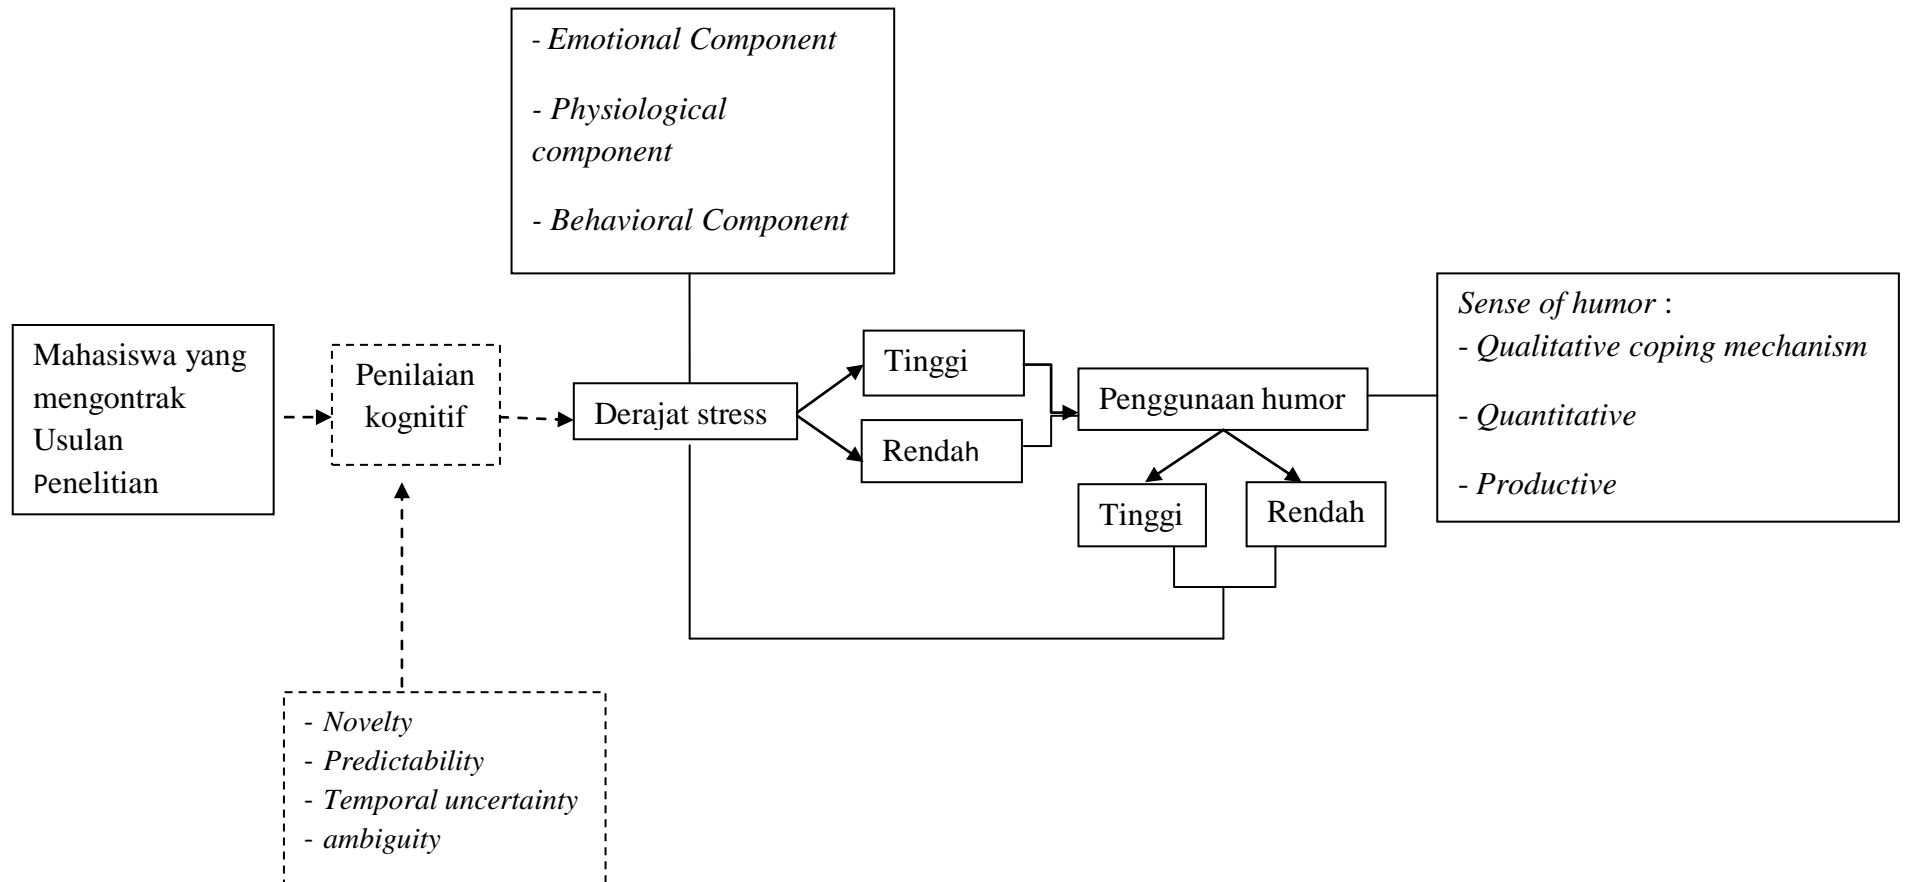 - Emotional Component
- Physiological
component
- Behavioral Component
Mahasiswa yang
mengontrak
Usulan
Penelitian
Penilaian
kognitif
Derajat stress
Tinggi
Rendah
Penggunaan humor
Tinggi
Rendah
Sense of humor :
- Qualitative coping mechanism
- Quantitative
- Productive
- Novelty
- Predictability
- Temporal uncertainty
- ambiguity